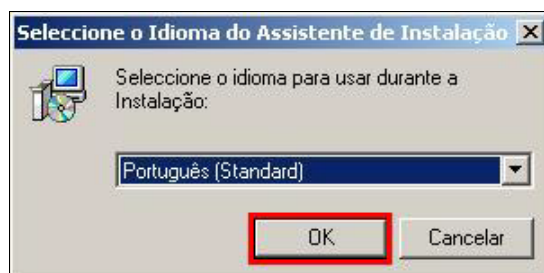 Seleccione o Idioma do Assistente de Instalação
Seleccione o idioma para usar durante a
Instalação:
Português (Standard)
OK
Cancelar